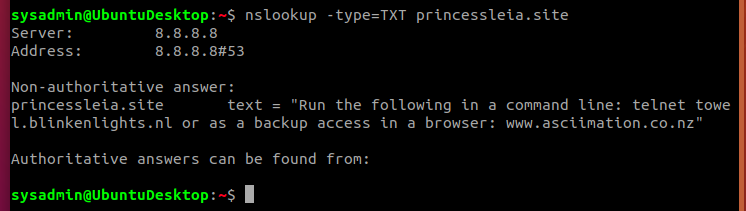 sysadmin@UbuntuDesktop:~$ nslookup -type=TXT princessleia.site
Server:         8.8.8.8
Address:        8.8.8.8#53

Non-authoritative answer:
princessleia.site       text = "Run the following in a command line: telnet towe
l.blinkenlights.nl or as a backup access in a browser: www.asciimation.co.nz"

Authoritative answers can be found from:

sysadmin@UbuntuDesktop:~$